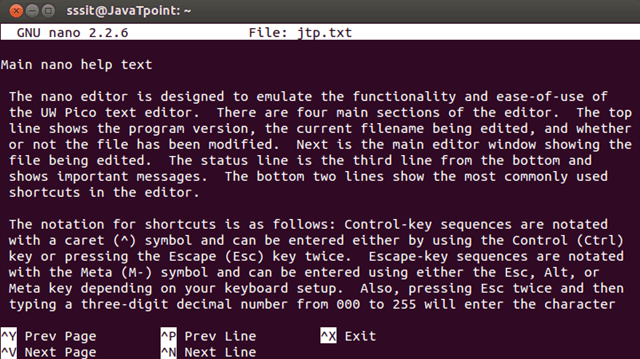 sssit@JavaTpoint: ~
GNU nano 2.2.6 File: jtp.txt
Main nano help text
The nano editor is designed to emulate the functionality and ease-of-use of
the UW Pico text editor.  There are four main sections of the editor.  The top
line shows the program version, the current filename being edited, and whether
or not the file has been modified.  Next is the main editor window showing the
file being edited.  The status line is the third line from the bottom and
shows important messages.  The bottom two lines show the most commonly used
shortcuts in the editor.
The notation for shortcuts is as follows: Control-key sequences are notated
with a caret (^) symbol and can be entered either by using the Control (Ctrl)
key or pressing the Escape (Esc) key twice.  Escape-key sequences are notated
with the Meta (M-) symbol and can be entered using either the Esc, Alt, or
Meta key depending on your keyboard setup.  Also, pressing Esc twice and then
typing a three-digit decimal number from 000 to 255 will enter the character
^Y Prev Page ^P Prev Line ^X Exit
^V Next Page ^N Next Line